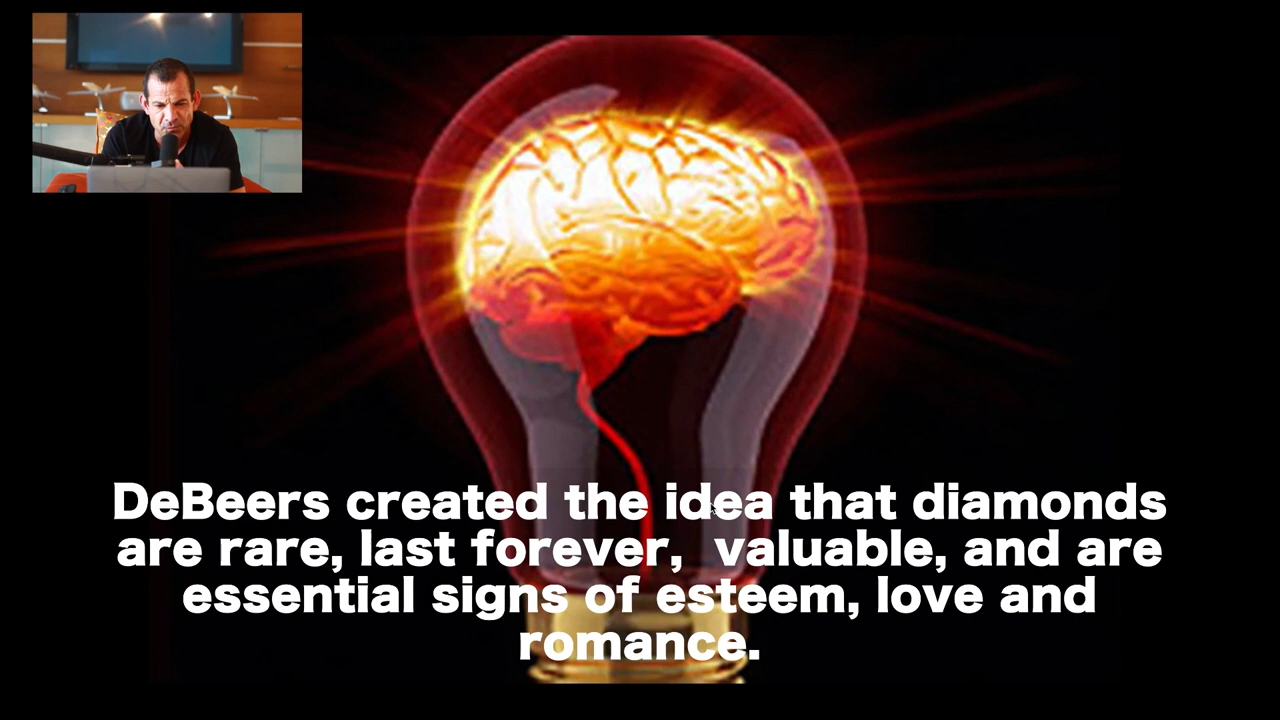 DeBeers created the idea that diamonds
are rare, last forever,  valuable, and are
essential signs of esteem, love and
romance.